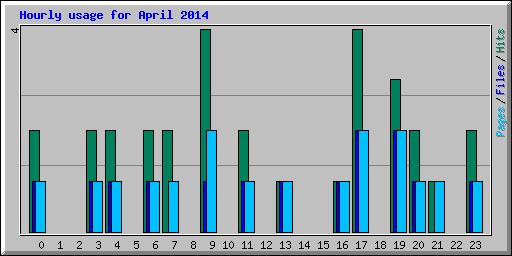 Hourly usage for April 2014
4
Pages / Files / Hits
0 1 2 3 4 5 6 7 8 9 10 11 12 13 14 15 16 17 18 19 20 21 22 23